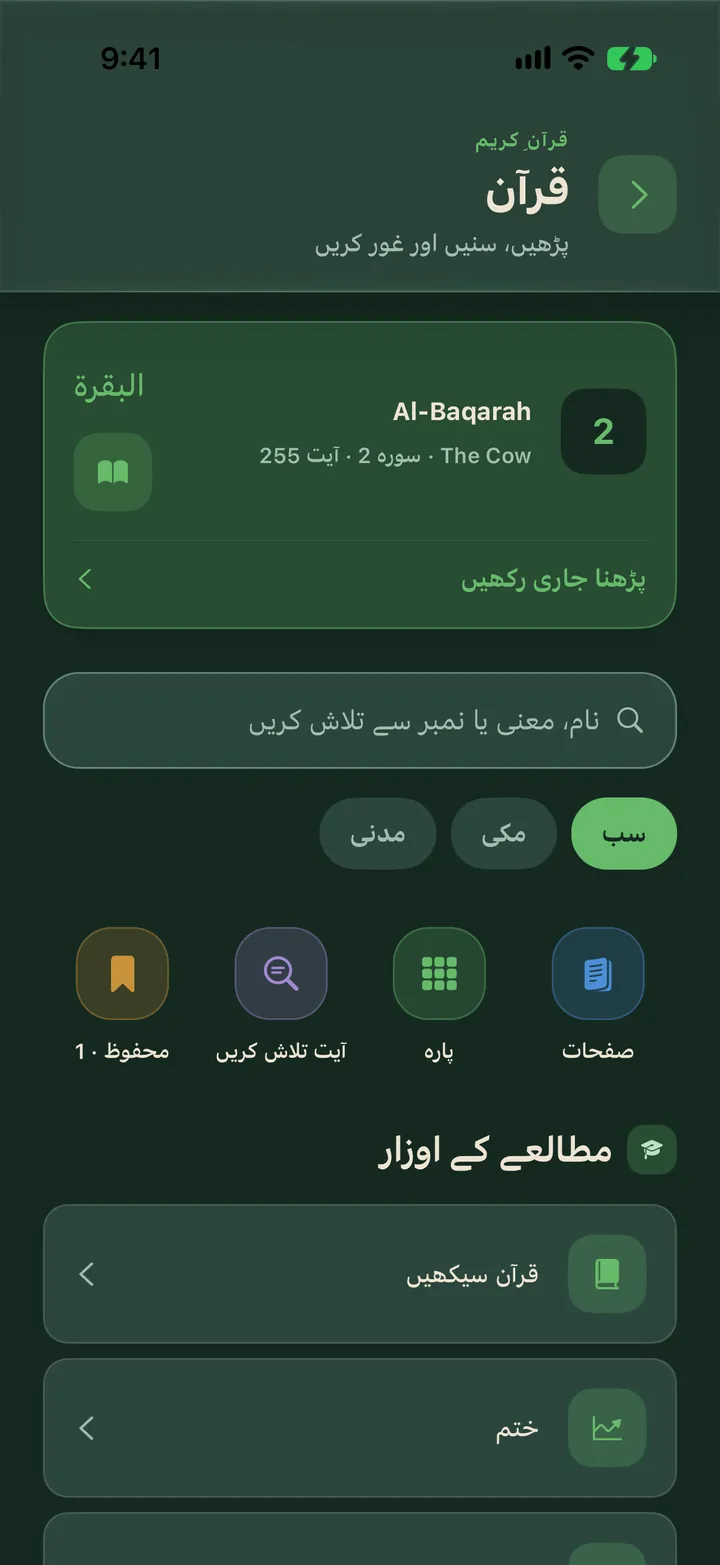 9:41
قرآنِ کریم
قرآن
پڑھیں، سنیں اور غور کریں
2
Al-Baqarah
The Cow · سورہ 2 · آیت 255
البقرة
پڑھنا جاری رکھیں
نام، معنی یا نمبر سے تلاش کریں
سب
مکی
مدنی
صفحات
پارہ
آیت تلاش کریں
محفوظ · 1
مطالعے کے اوزار
قرآن سیکھیں
ختم